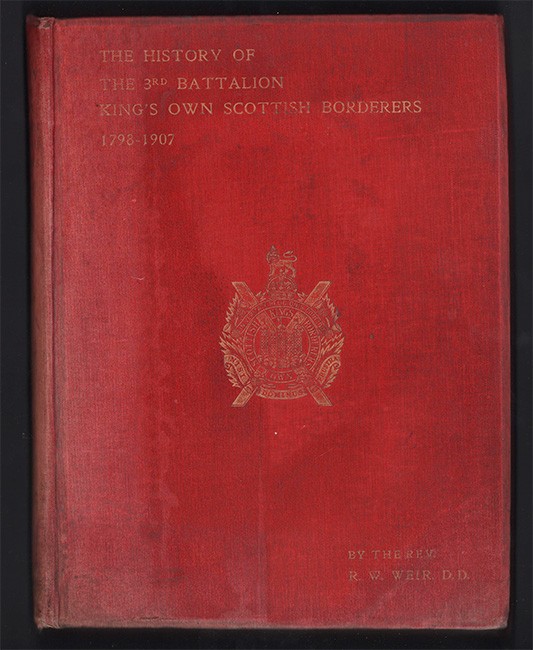 THE HISTORY OF
THE 3RD BATTALION
KING'S OWN SCOTTISH BORDERERS
1798-1907
BY THE REV.
R. W. WEIR, D.D.